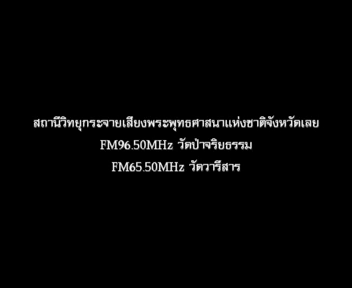 สถานีวิทยุกระจายเสียงพระพุทธศาสนาแห่งชาติจังหวัดเลย
FM96.50MHz วัดป่าจริยธรรม
FM65.50MHz วัดวารีสาร